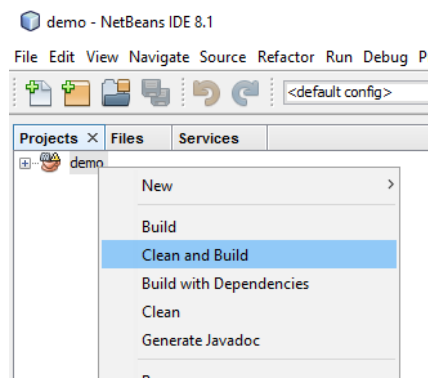 demo - NetBeans IDE 8.1
File Edit View Navigate Source Refactor Run Debug P
<default config>
Projects × Files Services
demo
New >
Build
Clean and Build
Build with Dependencies
Clean
Generate Javadoc